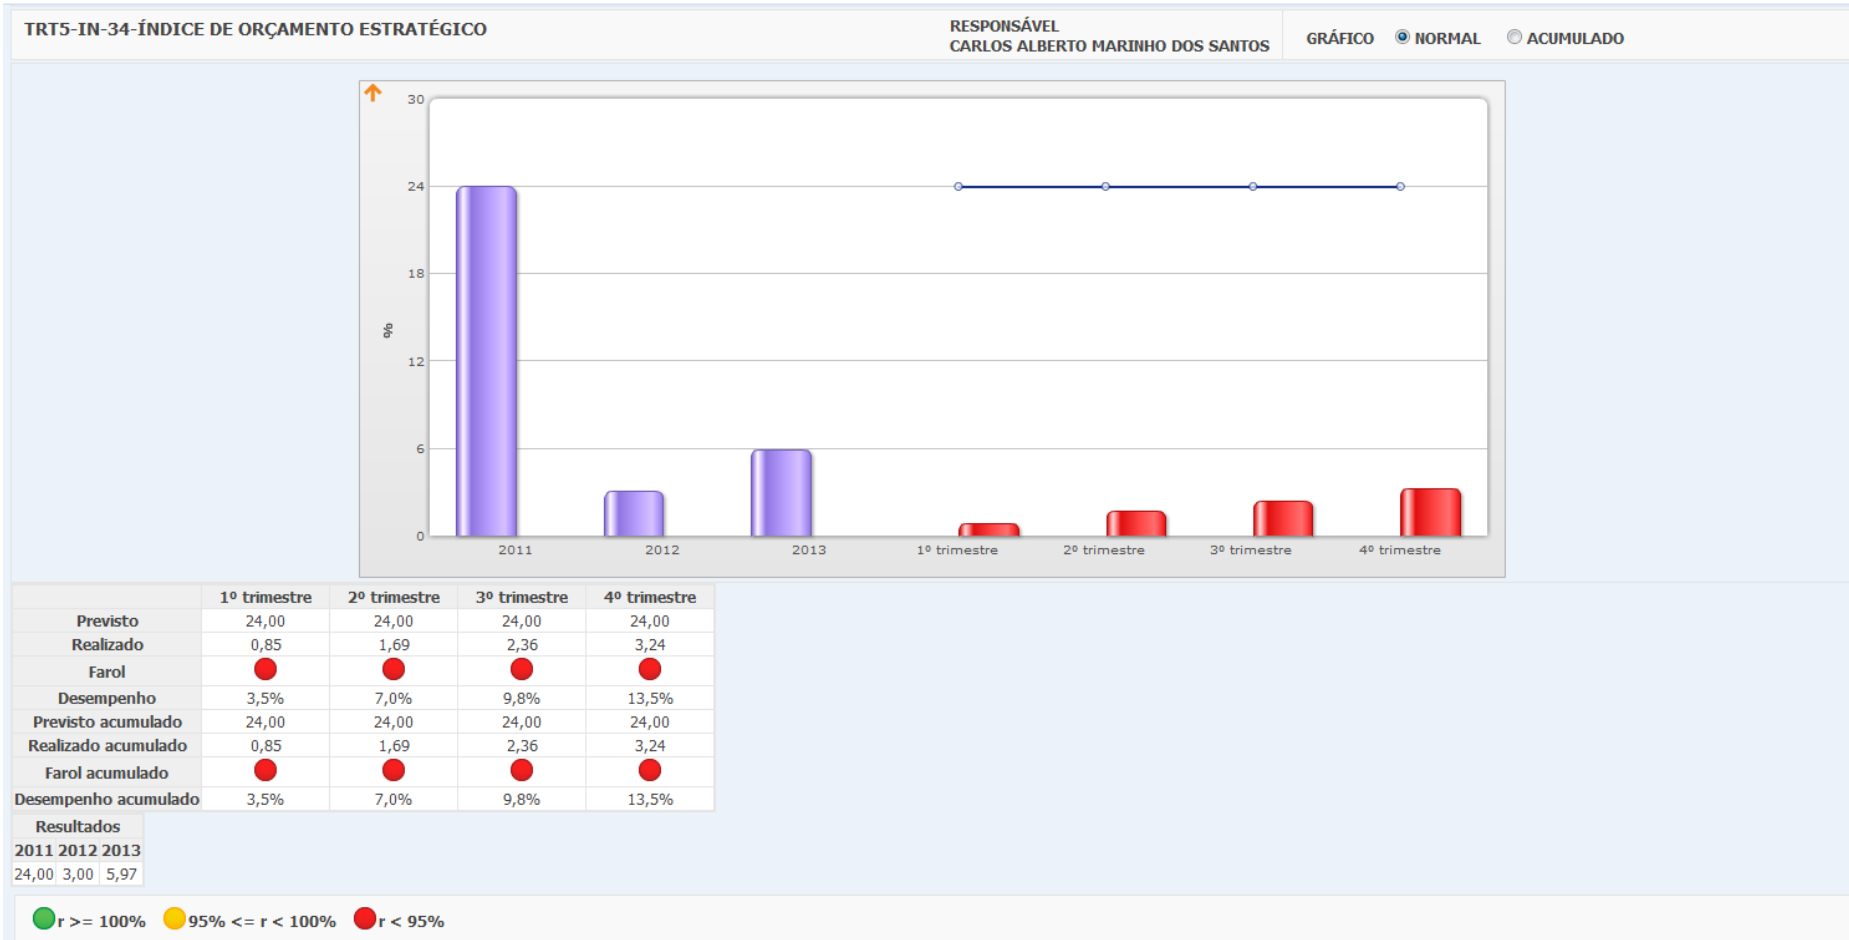 TRT5-IN-34-ÍNDICE DE ORÇAMENTO ESTRATÉGICO
RESPONSÁVEL
CARLOS ALBERTO MARINHO DOS SANTOS
GRÁFICO NORMAL ACUMULADO
30
24
18
12
6
0
%
2011 2012 2013 1º trimestre 2º trimestre 3º trimestre 4º trimestre
1º trimestre 2º trimestre 3º trimestre 4º trimestre
Previsto 24,00 24,00 24,00 24,00
Realizado 0,85 1,69 2,36 3,24
Farol
Desempenho 3,5% 7,0% 9,8% 13,5%
Previsto acumulado 24,00 24,00 24,00 24,00
Realizado acumulado 0,85 1,69 2,36 3,24
Farol acumulado
Desempenho acumulado 3,5% 7,0% 9,8% 13,5%
Resultados
2011 2012 2013
24,00 3,00 5,97
r >= 100% 95% <= r < 100% r < 95%